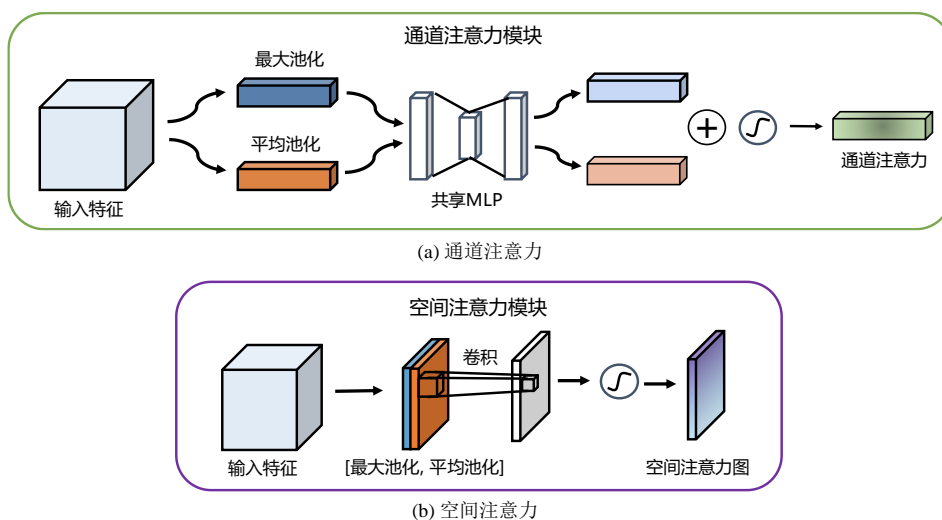 通道注意力模块
最大池化
平均池化
输入特征
共享MLP
通道注意力
(a) 通道注意力
空间注意力模块
卷积
输入特征
[最大池化, 平均池化]
空间注意力图
(b) 空间注意力